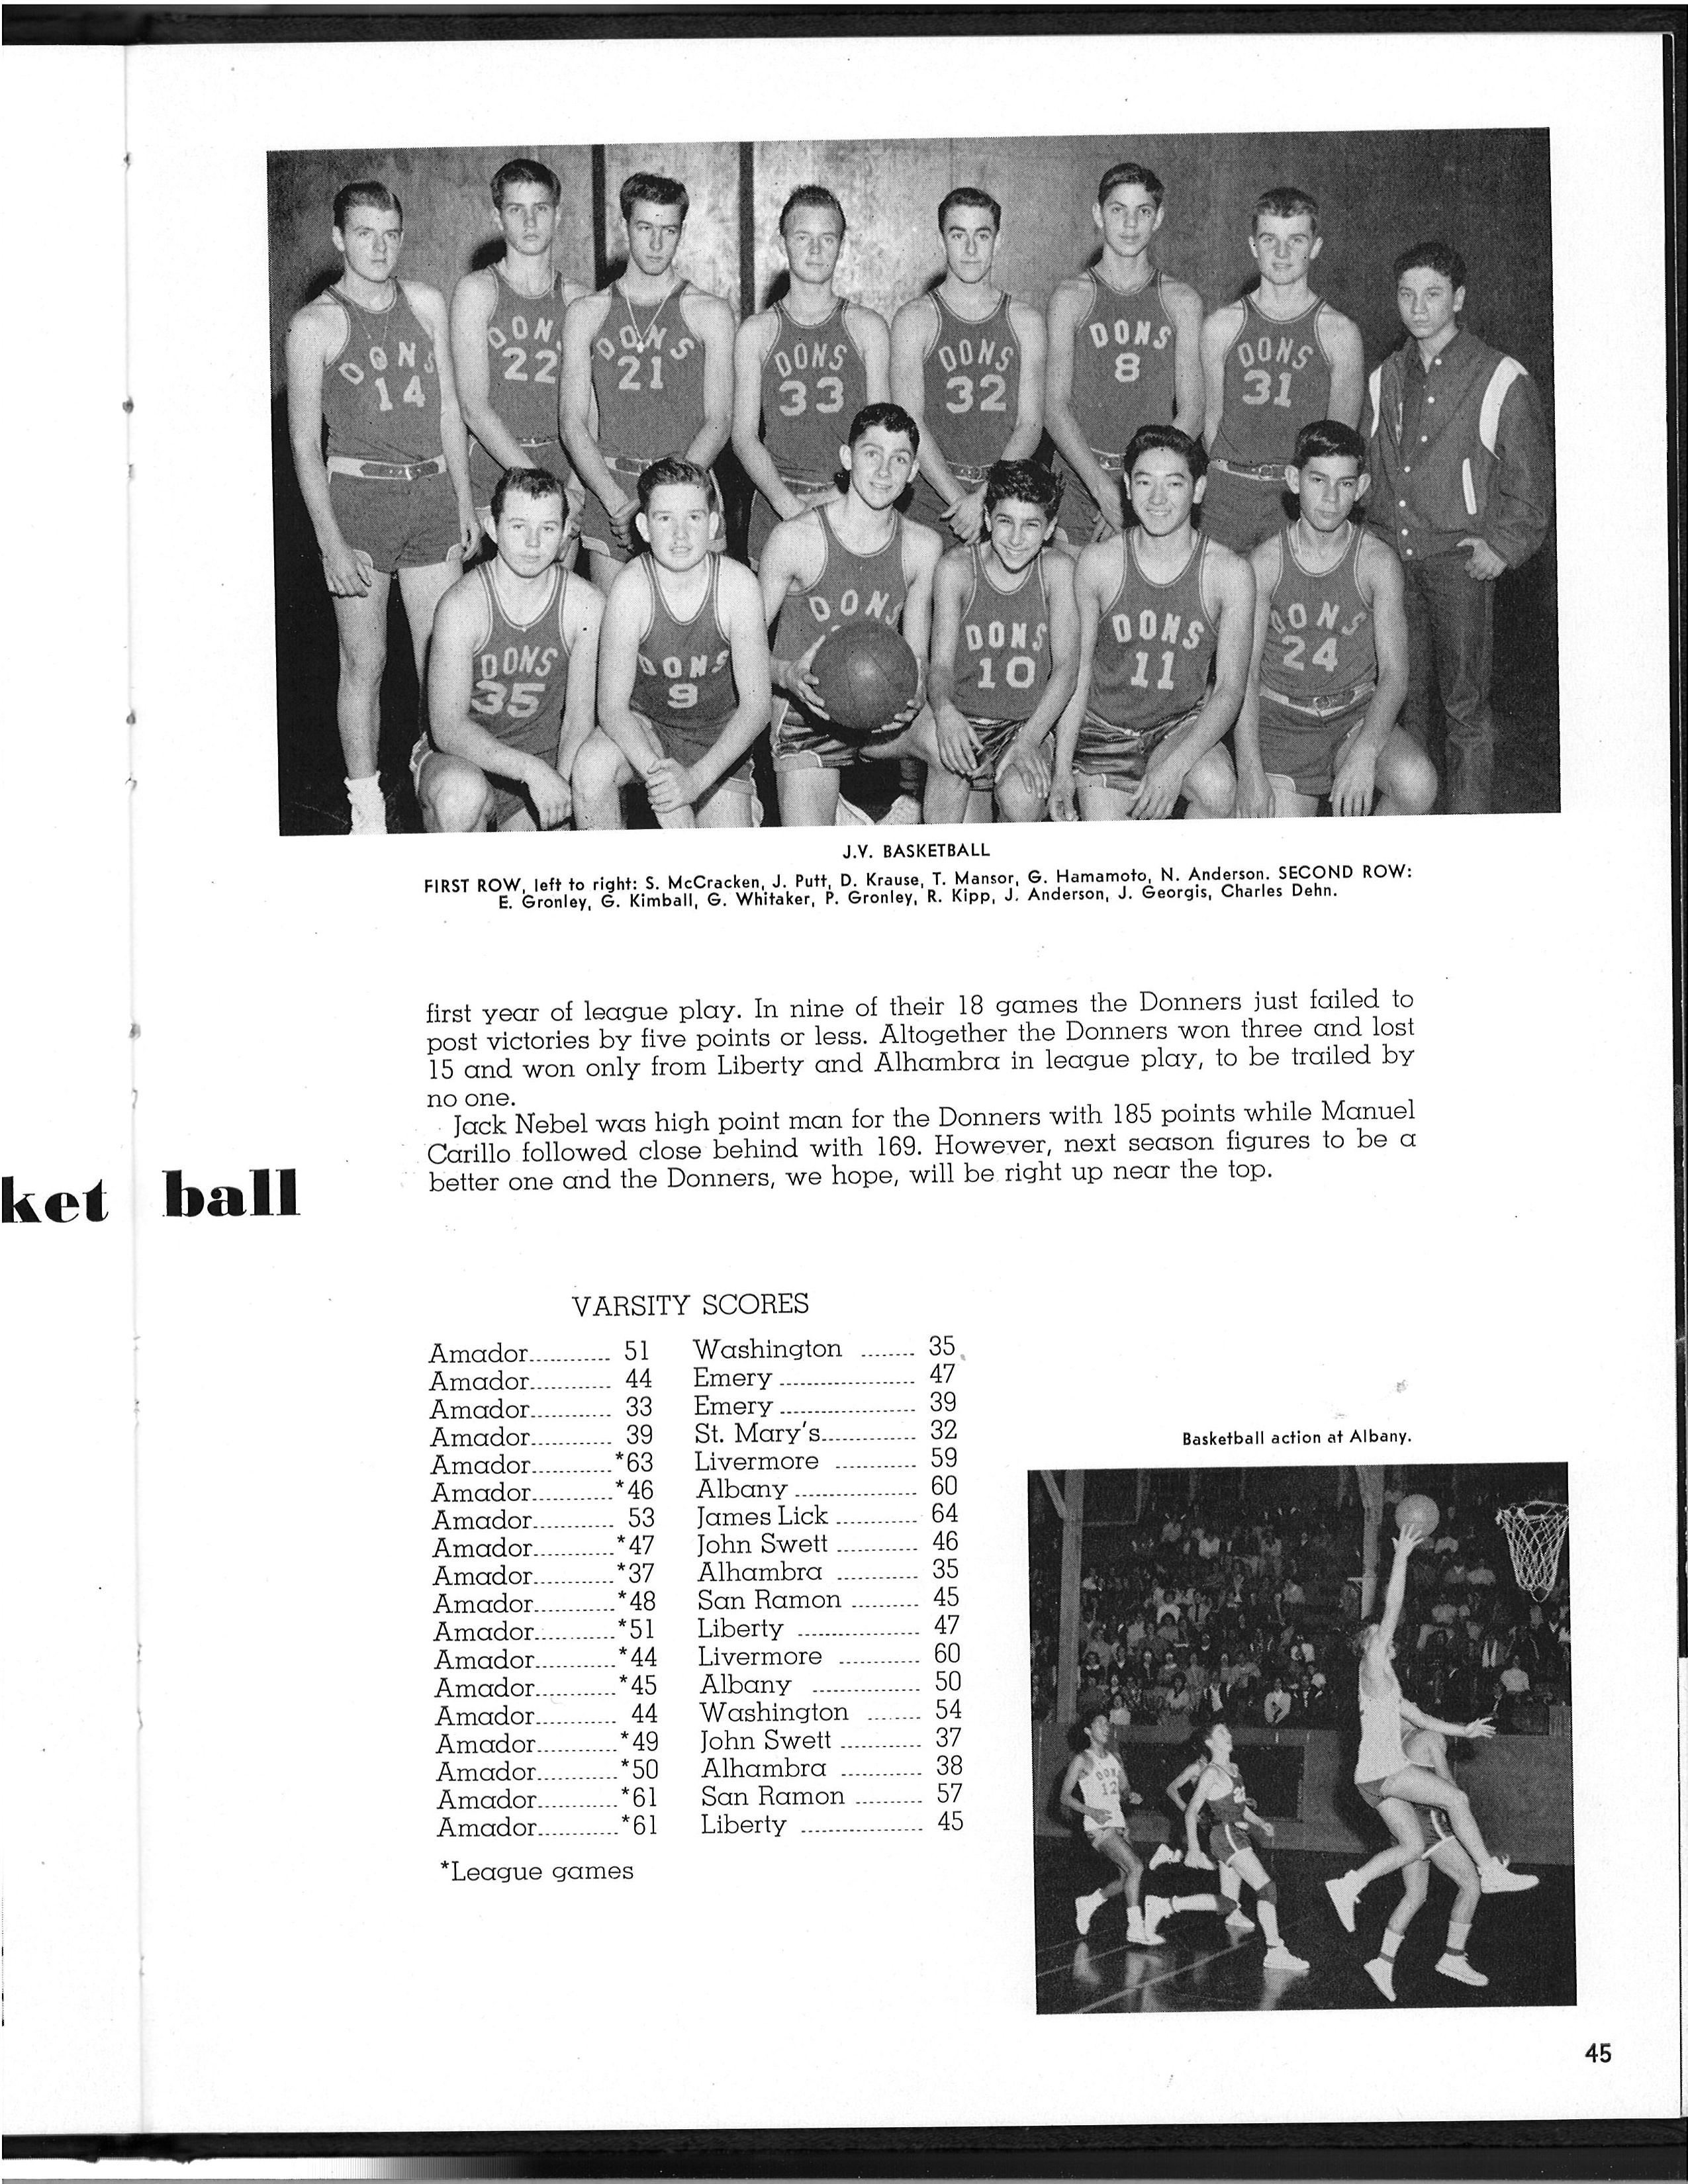 DONS 14
DONS 22
DONS 21
DONS 33
DONS 32
DONS 8
DONS 31
DONS 35
DONS 9
DONS
DONS 10
DONS 11
DONS 24
J.V. BASKETBALL
FIRST ROW, left to right: S. McCracken, J. Putt, D. Krause, T. Mansor, G. Hamamoto, N. Anderson. SECOND ROW:
E. Gronley, G. Kimball, G. Whitaker, P. Gronley, R. Kipp, J. Anderson, J. Georgis, Charles Dehn.
first year of league play. In nine of their 18 games the Donners just failed to
post victories by five points or less. Altogether the Donners won three and lost
15 and won only from Liberty and Alhambra in league play, to be trailed by
no one.
Jack Nebel was high point man for the Donners with 185 points while Manuel
Carillo followed close behind with 169. However, next season figures to be a
better one and the Donners, we hope, will be right up near the top.
ket ball
VARSITY SCORES
Amador........... 51 Washington ........ 35
Amador............ 44 Emery .................... 47
Amador............ 33 Emery .................... 39
Amador............ 39 St. Mary's.............. 32
Amador............*63 Livermore ............ 59
Amador............*46 Albany .................. 60
Amador............ 53 James Lick ............ 64
Amador............*47 John Swett ............ 46
Amador............*37 Alhambra ............ 35
Amador............*48 San Ramon .......... 45
Amador............*51 Liberty .................. 47
Amador............*44 Livermore ............ 60
Amador............*45 Albany ................ 50
Amador............ 44 Washington ........ 54
Amador............*49 John Swett ............ 37
Amador............*50 Alhambra ............ 38
Amador............*61 San Ramon .......... 57
Amador............*61 Liberty .................. 45
*League games
Basketball action at Albany.
DONS
12
45